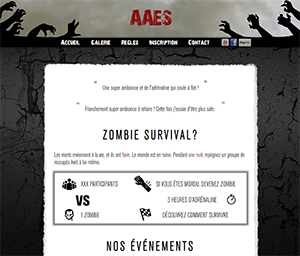 AAES
Accueil Galerie Regles Inscription Contact
" Une super ambiance et de l'adrénaline qui coule à flot !
" Franchement super ambiance à refaire ! Cette fois j'essaie d'être plus safe.
ZOMBIE SURVIVAL?
Les morts reviennent à la vie, et ils ont faim. Le monde est en ruine. Pendant une nuit, rejoignez un groupe de
rescapés livré à lui-même.
XXX PARTICIPANTS
SI VOUS ÊTES MORDU, DEVENEZ ZOMBIE
VS
3 HEURES D'ADRÉNALINE
1 ZOMBIE
DÉCOUVREZ COMMENT SURVIVRE
NOS ÉVÉNEMENTS